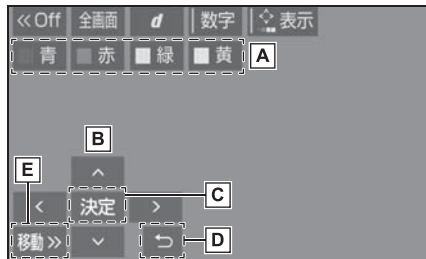 ≪Off 全画面 d 数字 表示
青 赤 緑 黄 A
B
E ^
< 決定 > C
移動≫ ⌄ ⮌ D